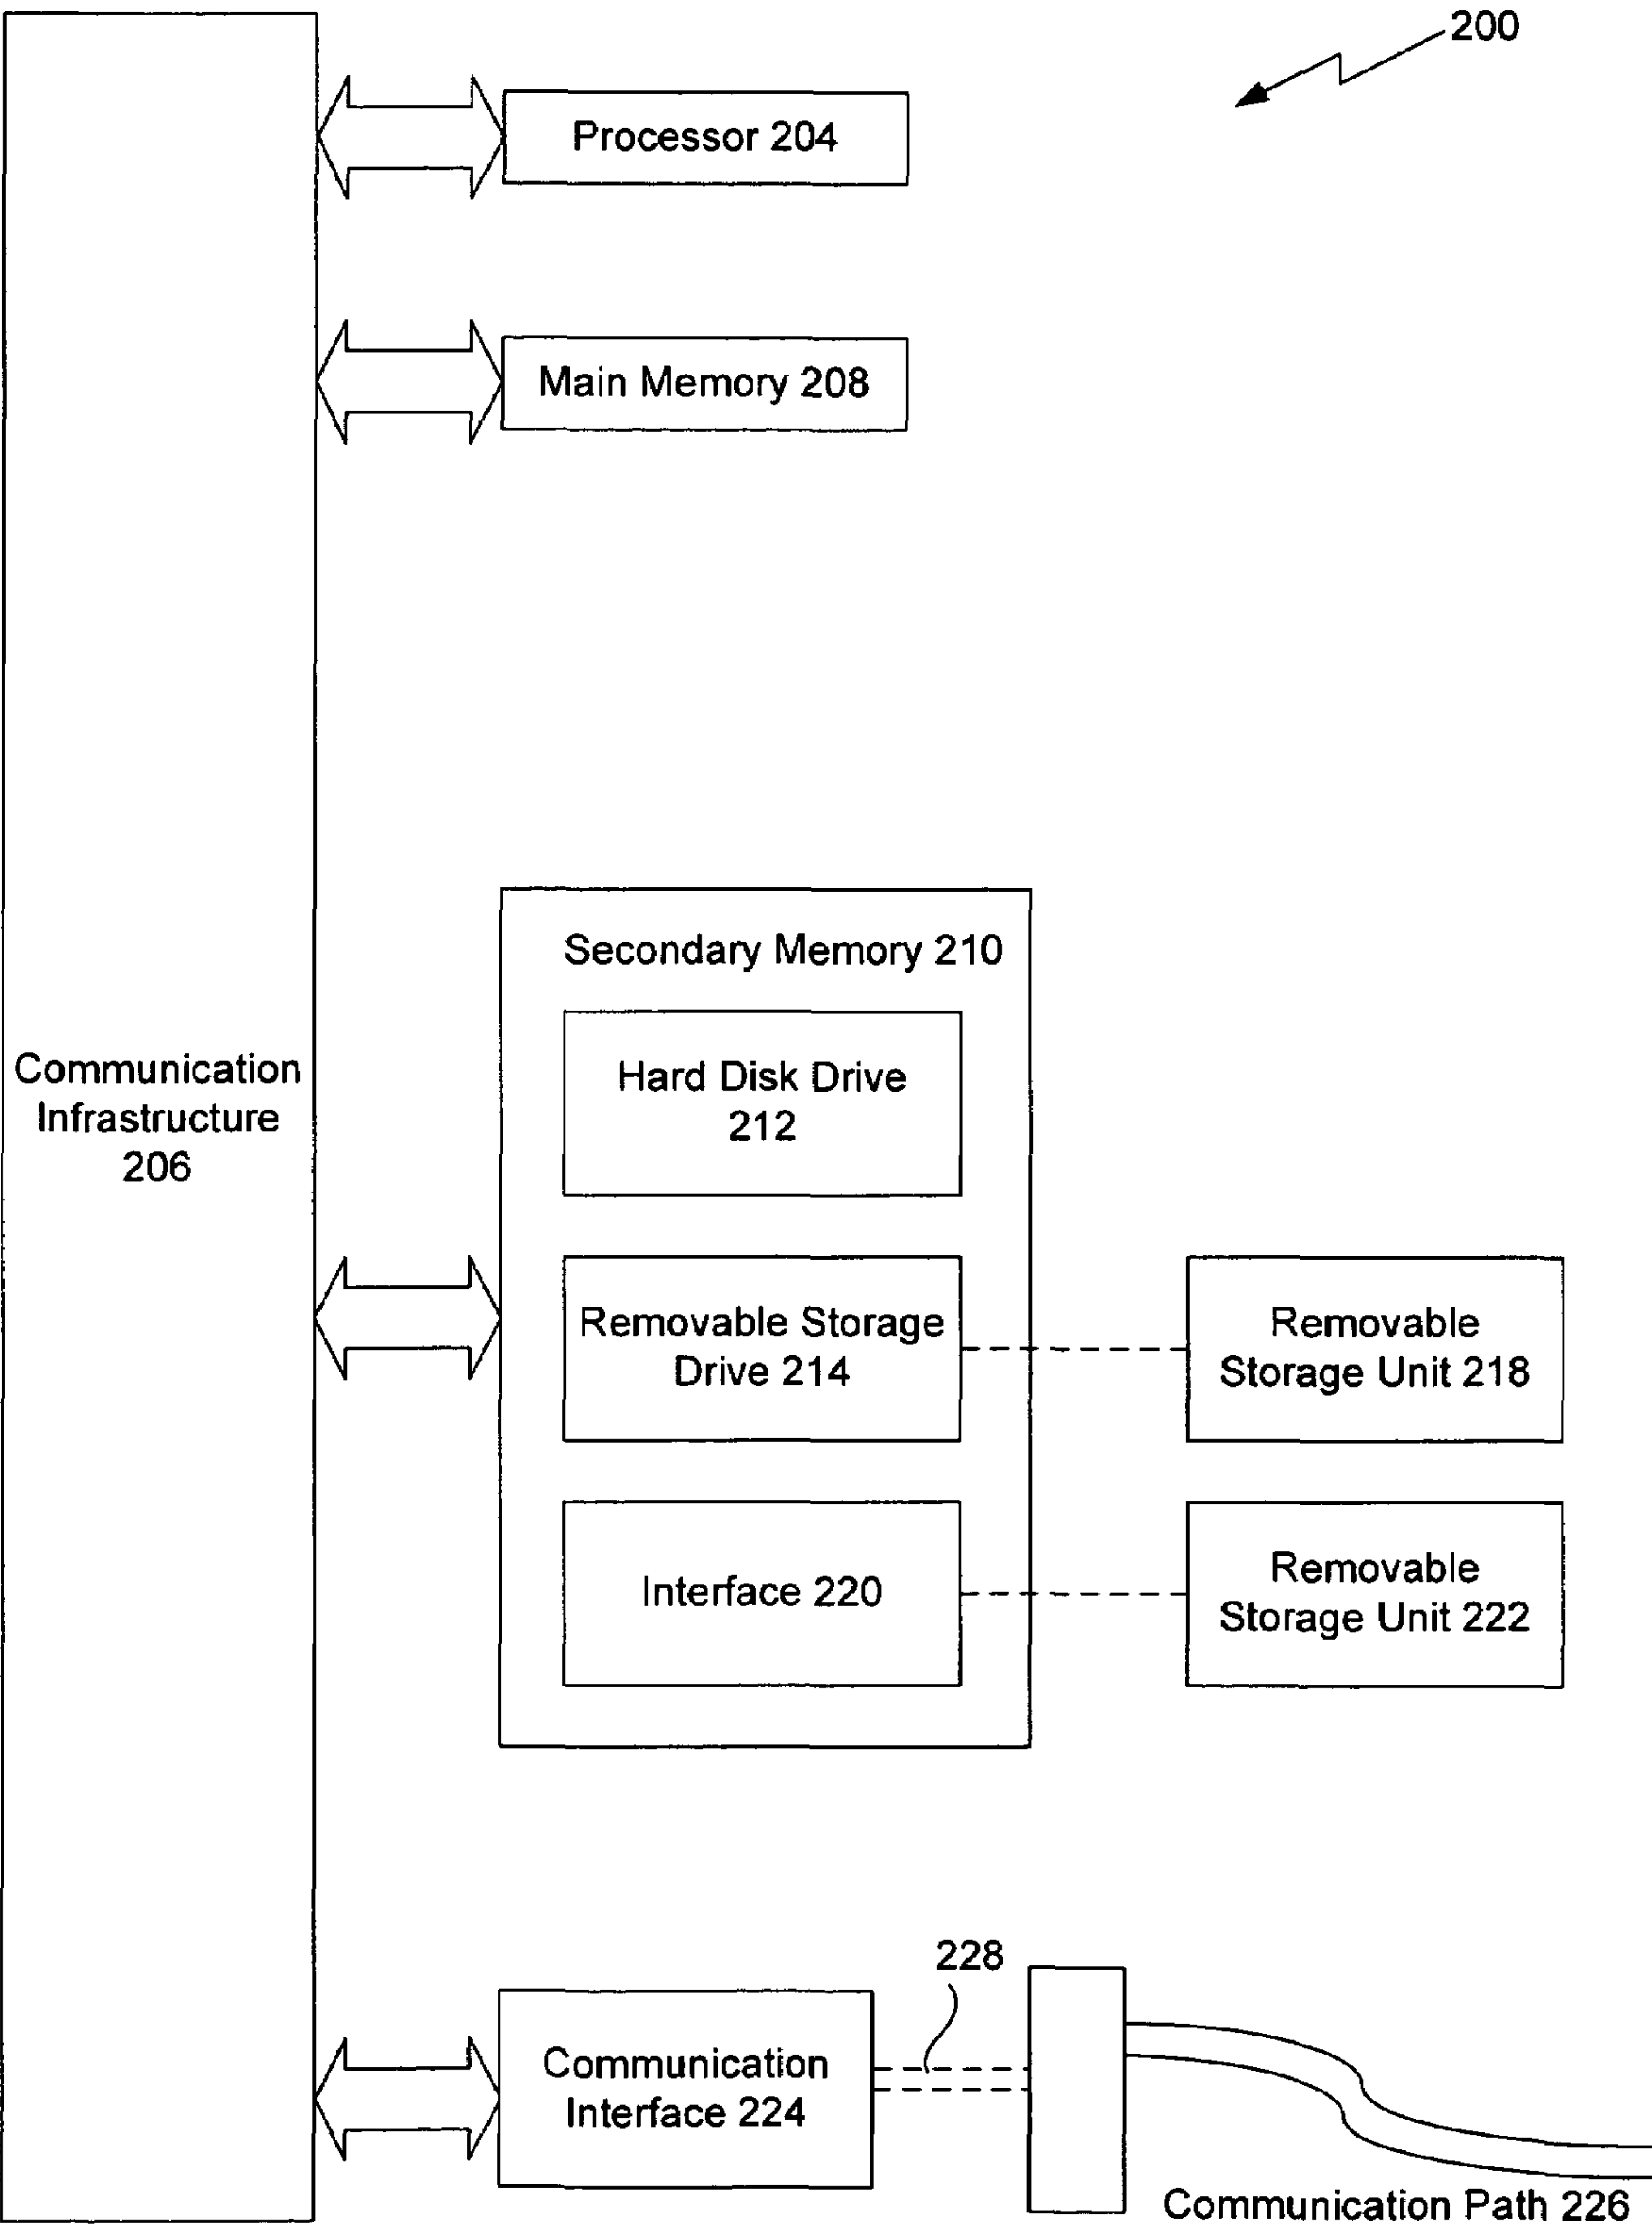 200
Processor 204
Main Memory 208
Secondary Memory 210
Hard Disk Drive
212
Communication
Infrastructure
206
Removable Storage
Drive 214
Removable
Storage Unit 218
Interface 220
Removable
Storage Unit 222
228
Communication
Interface 224
Communication Path 226